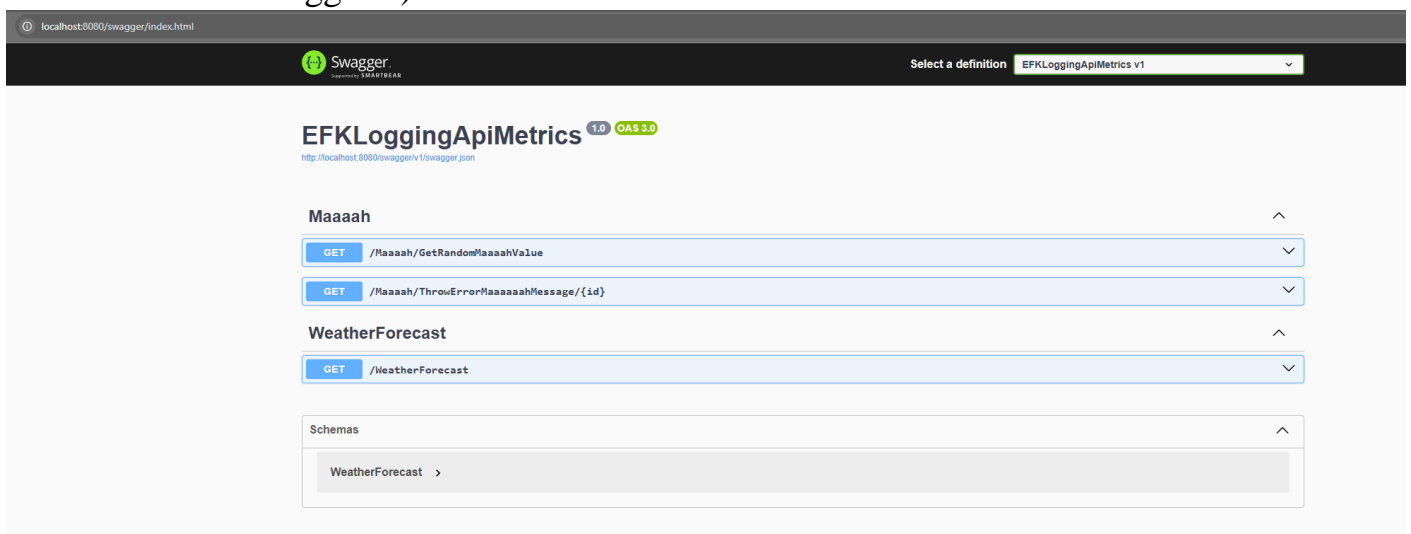 localhost:8080/swagger/index.html
Swagger.
Supported by SMARTBEAR
Select a definition
EFKLoggingApiMetrics v1
EFKLoggingApiMetrics 1.0 OAS 3.0
http://localhost:8080/swagger/v1/swagger.json
Maaaah
GET /Maaaah/GetRandomMaaaahValue
GET /Maaaah/ThrowErrorMaaaaaahMessage/{id}
WeatherForecast
GET /WeatherForecast
Schemas
WeatherForecast